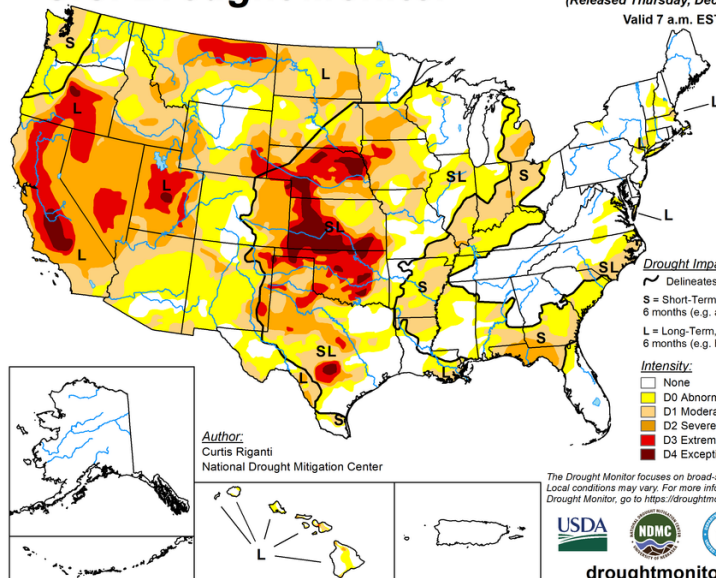 (Released Thursday, Dec
Valid 7 a.m. EST
S
L
L
L
L
L
SL
S
L
SL
L
S
SL
SL
S
L
L
S
Drought Impa
Delineates
S = Short-Term
6 months (e.g. a
L = Long-Term,
6 months (e.g. h
Intensity:
None
D0 Abnorm
D1 Modera
D2 Severe
D3 Extrem
D4 Excepti
Author:
Curtis Riganti
National Drought Mitigation Center
L
The Drought Monitor focuses on broad-s
Local conditions may vary. For more info
Drought Monitor, go to https://droughtmo
USDA
NDMC
droughtmonito